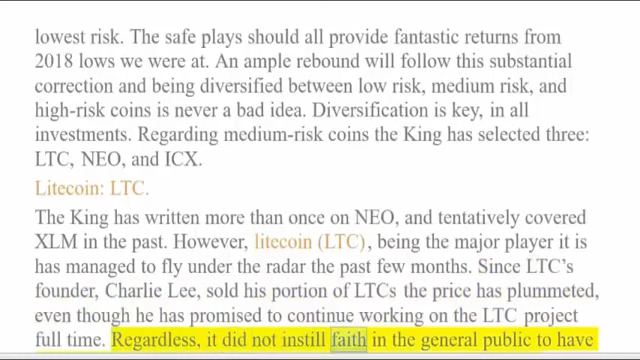 lowest risk. The safe plays should all provide fantastic returns from
2018 lows we were at. An ample rebound will follow this substantial
correction and being diversified between low risk, medium risk, and
high-risk coins is never a bad idea. Diversification is key, in all
investments. Regarding medium-risk coins the King has selected three:
LTC, NEO, and ICX.
Litecoin: LTC.
The King has written more than once on NEO, and tentatively covered
XLM in the past. However, litecoin (LTC), being the major player it is
has managed to fly under the radar the past few months. Since LTC's
founder, Charlie Lee, sold his portion of LTCs the price has plummeted,
even though he has promised to continue working on the LTC project
full time. Regardless, it did not instill faith in the general public to have